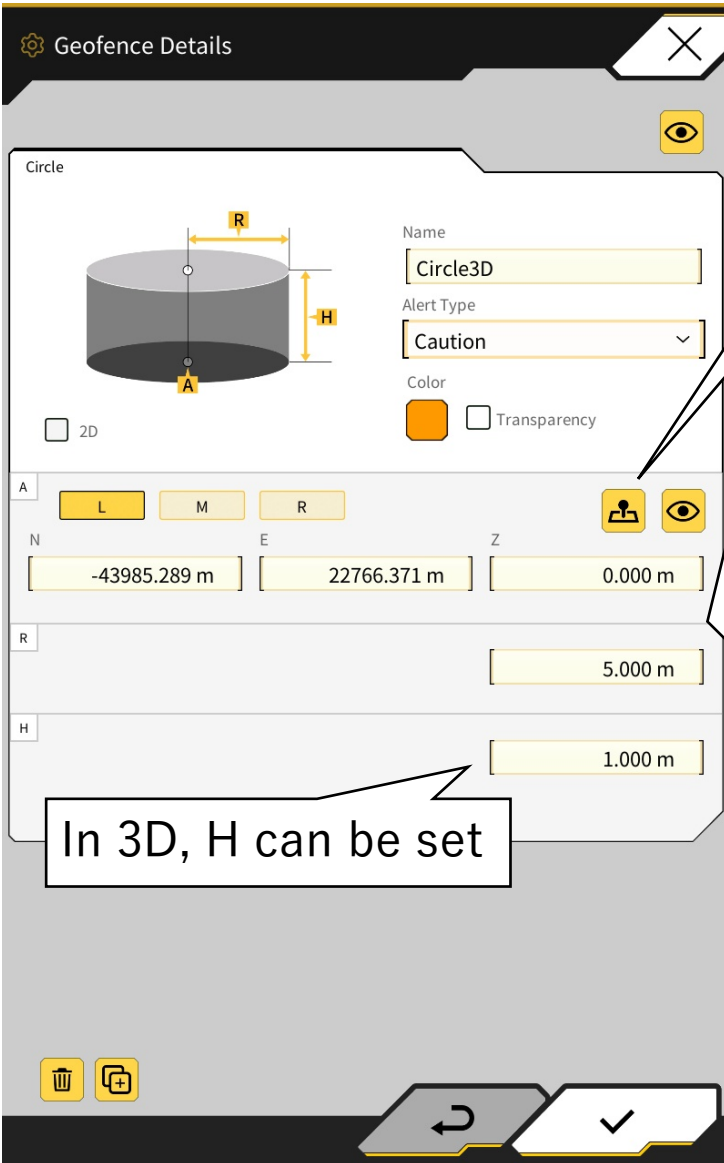 Geofence Details
Circle
R
H
A
2D
Name
Circle3D
Alert Type
Caution
Color
Transparency
A
L M R
N E Z
-43985.289 m 22766.371 m 0.000 m
R
5.000 m
H
1.000 m
In 3D, H can be set